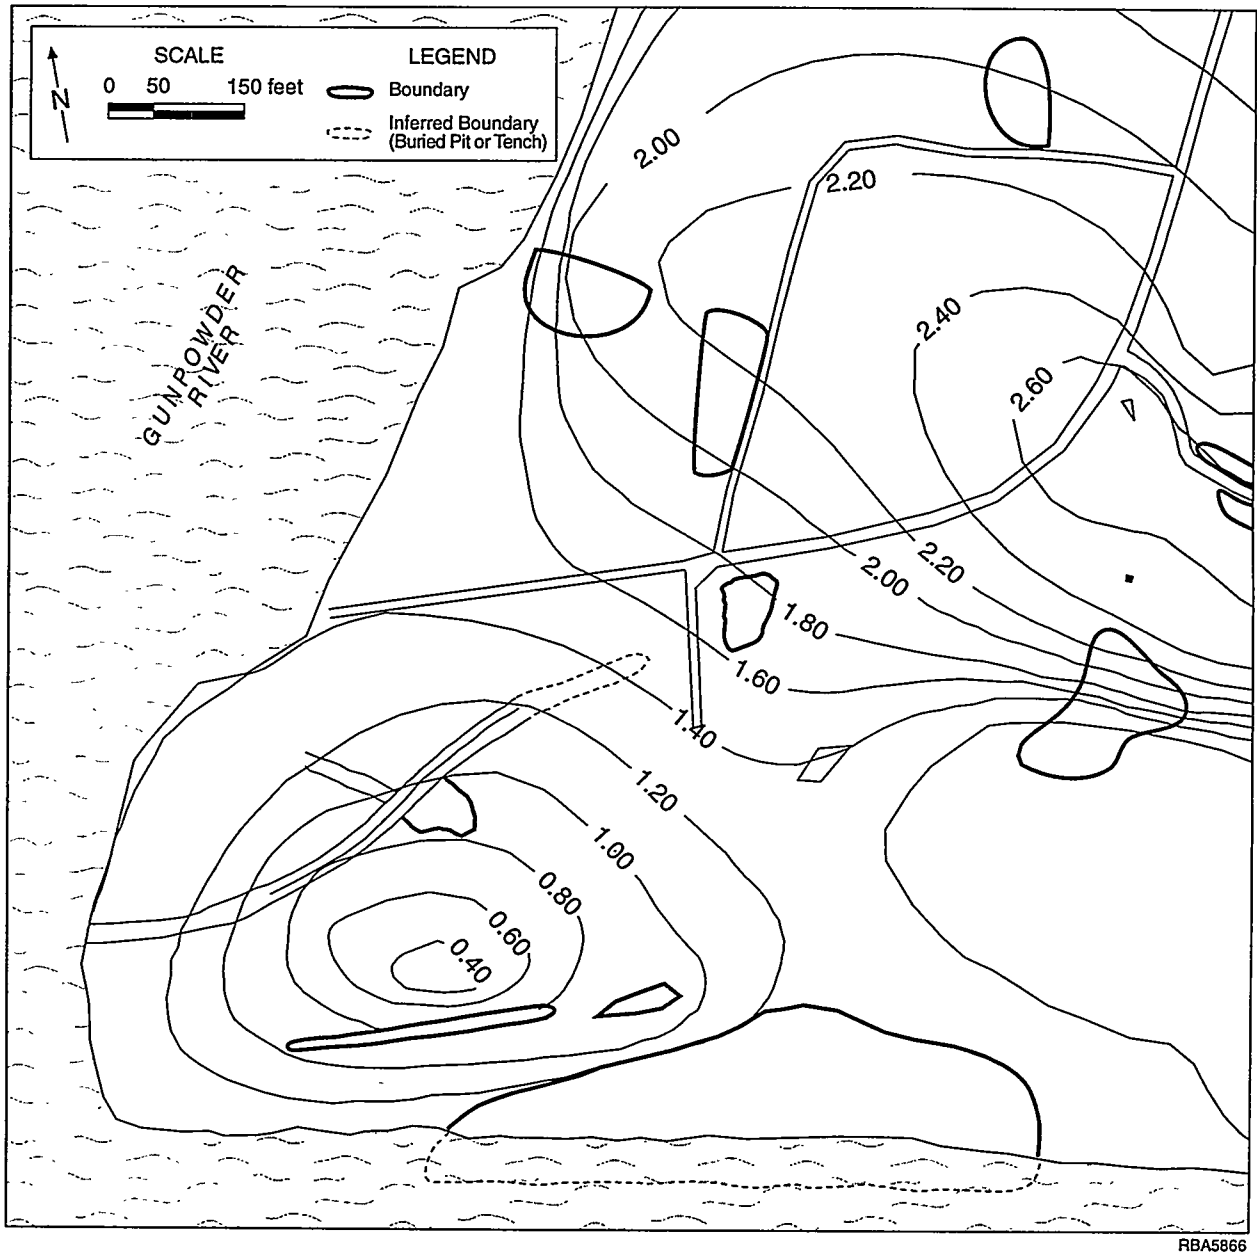 SCALE
0 50 150 feet
N
LEGEND
Boundary
Inferred Boundary
(Buried Pit or Tench)
GUNPOWDER
RIVER
2.00
2.20
2.40
2.60
2.20
2.00
1.80
1.60
1.40
1.20
1.00
0.80
0.60
0.40
RBA5866